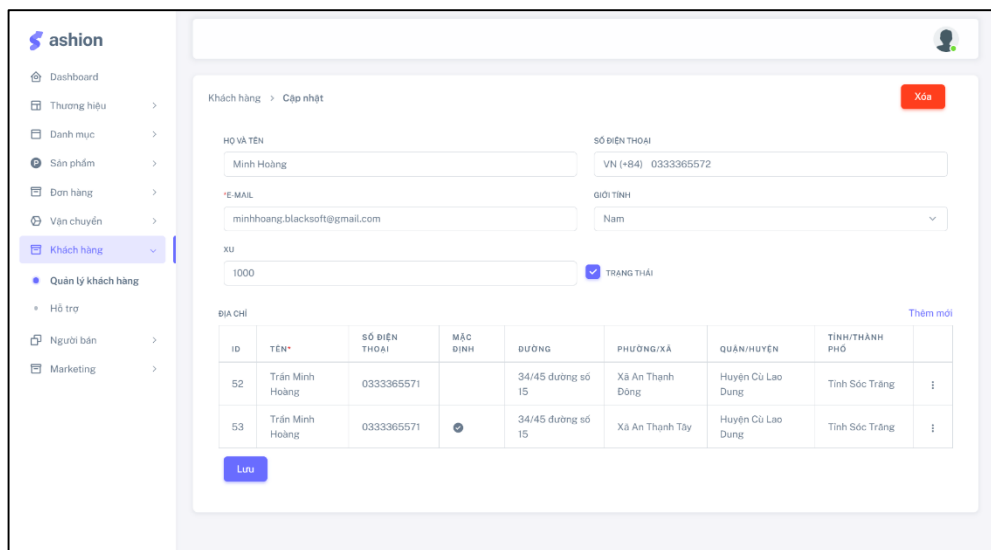 ashion
Dashboard
Thương hiệu
Danh mục
Sản phẩm
Đơn hàng
Vận chuyển
Khách hàng
Quản lý khách hàng
Hỗ trợ
Người bán
Marketing
Khách hàng > Cập nhật
Xóa
HỌ VÀ TÊN
Minh Hoàng
SỐ ĐIỆN THOẠI
VN (+84) 0333365572
*E-MAIL
minhhoang.blacksoft@gmail.com
GIỚI TÍNH
Nam
XU
1000
TRẠNG THÁI
ĐỊA CHỈ
Thêm mới
ID TÊN* SỐ ĐIỆN THOẠI MẶC ĐỊNH ĐƯỜNG PHƯỜNG/XÃ QUẬN/HUYỆN TỈNH/THÀNH PHỐ
52 Trần Minh Hoàng 0333365571 34/45 đường số 15 Xã An Thạnh Đông Huyện Cù Lao Dung Tỉnh Sóc Trăng
53 Trần Minh Hoàng 0333365571 34/45 đường số 15 Xã An Thạnh Tây Huyện Cù Lao Dung Tỉnh Sóc Trăng
Lưu